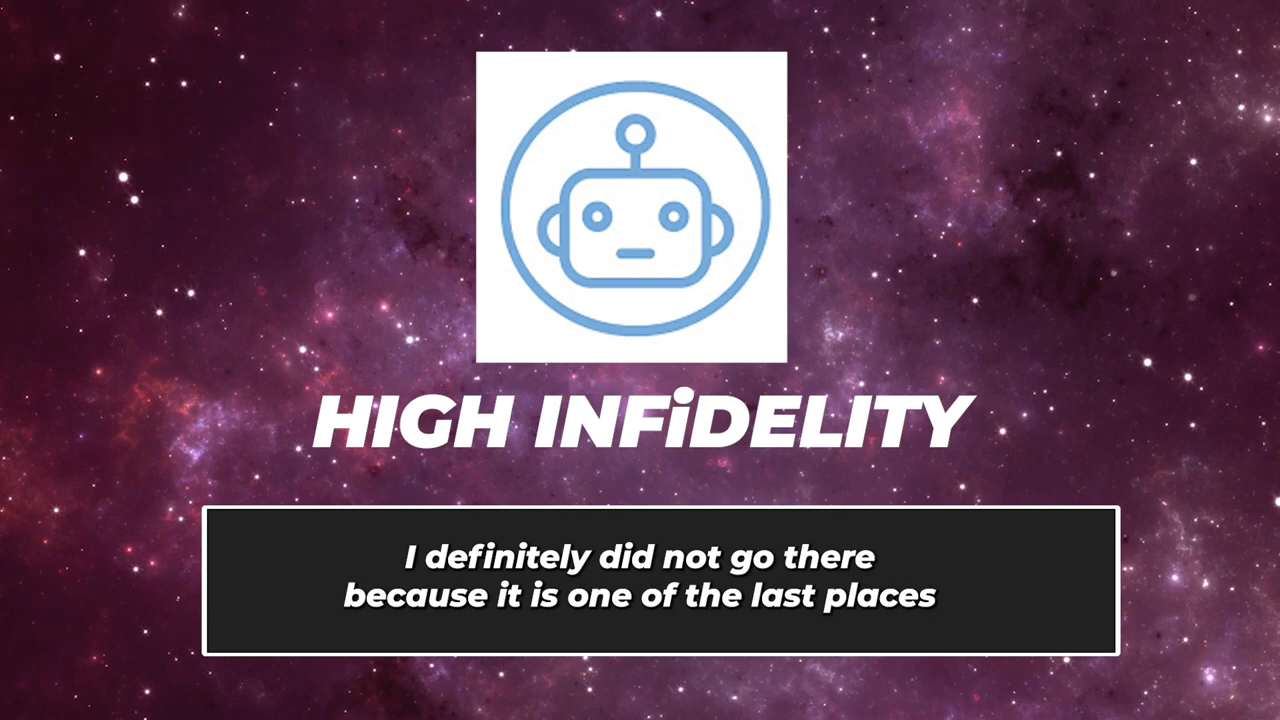 HIGH INFiDELITY
I definitely did not go there
because it is one of the last places